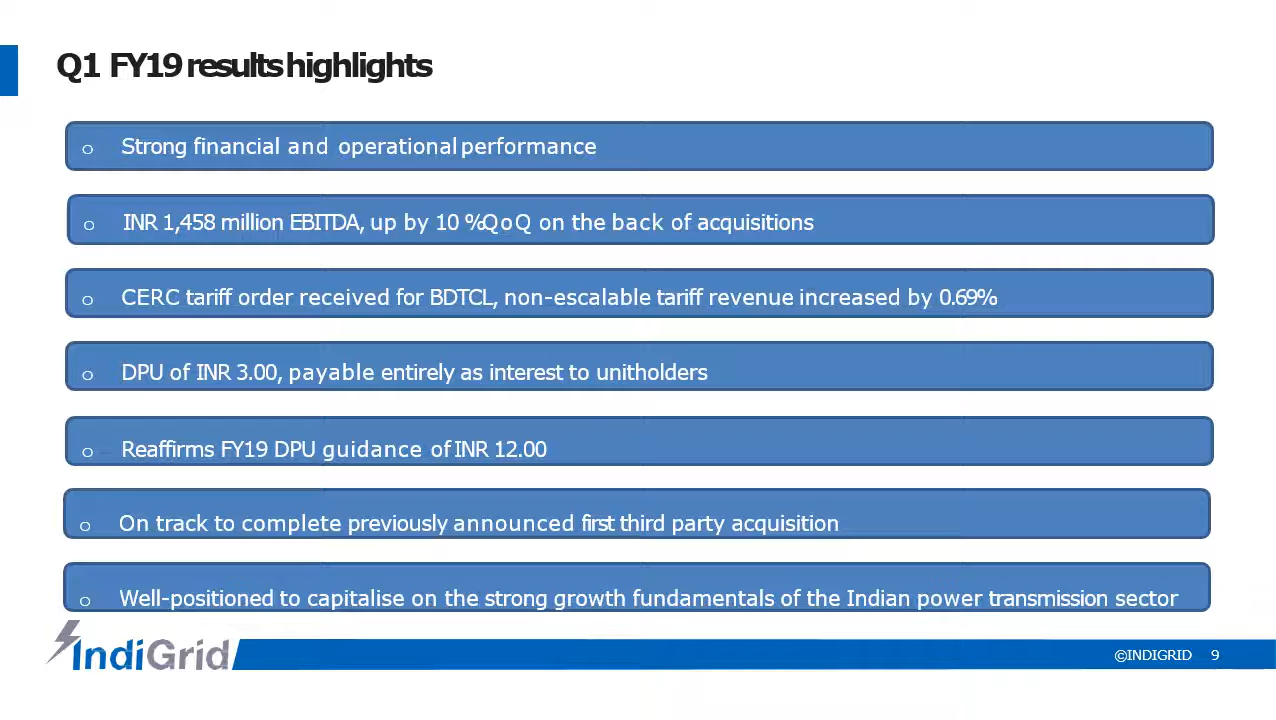 Q1 FY19 results highlights
o Strong financial and operational performance
o INR 1,458 million EBITDA, up by 10 %QoQ on the back of acquisitions
o CERC tariff order received for BDTCL, non-escalable tariff revenue increased by 0.69%
o DPU of INR 3.00, payable entirely as interest to unitholders
o Reaffirms FY19 DPU guidance of INR 12.00
o On track to complete previously announced first third party acquisition
o Well-positioned to capitalise on the strong growth fundamentals of the Indian power transmission sector
IndiGrid
©INDIGRID 9